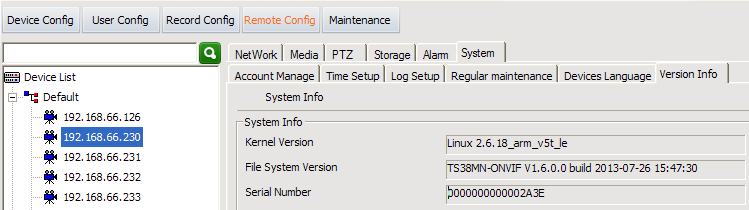 Device Config User Config Record Config Remote Config Maintenance
NetWork Media PTZ Storage Alarm System
Account Manage Time Setup Log Setup Regular maintenance Devices Language Version Info
Device List
Default
192.168.66.126
192.168.66.230
192.168.66.231
192.168.66.232
192.168.66.233
System Info
System Info
Kernel Version Linux 2.6.18_arm_v5t_le
File System Version TS38MN-ONVIF V1.6.0.0 build 2013-07-26 15:47:30
Serial Number 0000000000002A3E